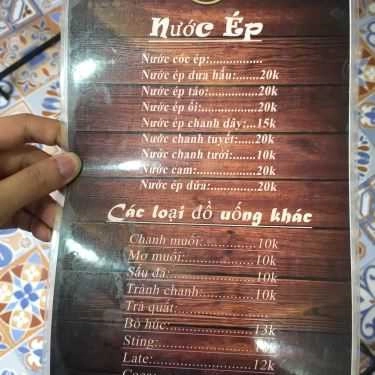 Nước Ép
Nước cóc ép:................
Nước ép dưa hấu:.......20k
Nước ép táo:...............20k
Nước ép ổi:.................20k
Nước ép chanh dây:...15k
Nước chanh tuyết:.....20k
Nước chanh tươi:.......10k
Nước cam:..................20k
Nước ép dứa:..............20k
Các loại đồ uống khác
Chanh muối:..............10k
Mơ muối:...................10k
Sấu đá:......................10k
Trành chanh:.............10k
Trà quất:....................
Bò húc:.....................13k
Sting:
Late:........................12k